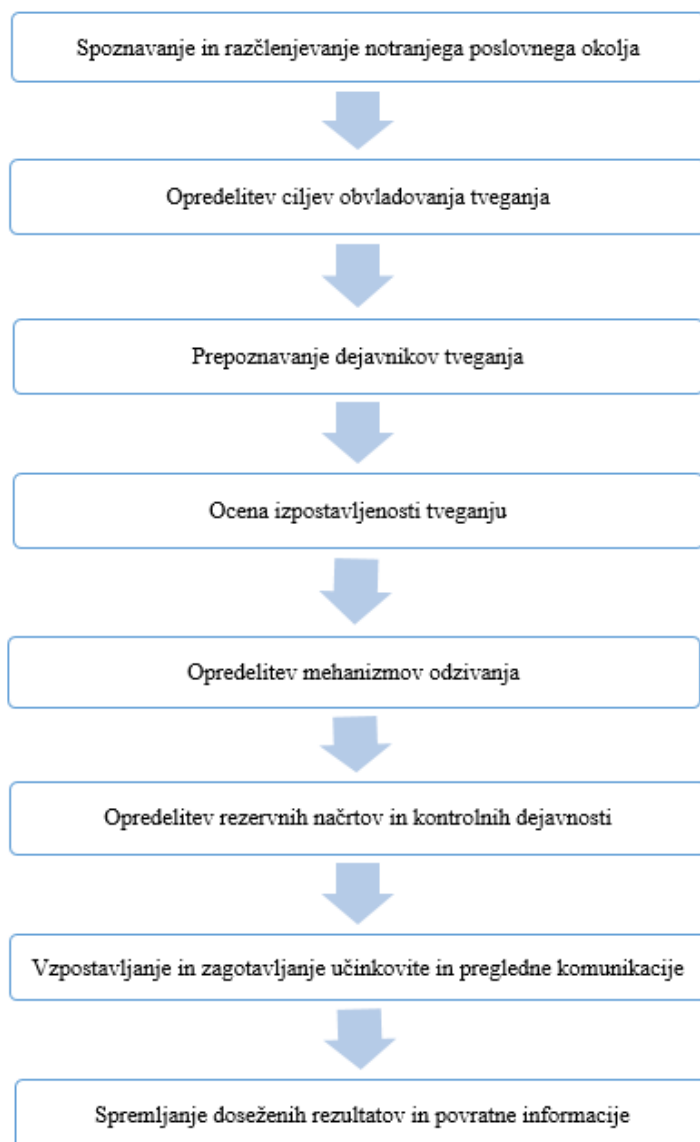 Spoznavanje in razčlenjevanje notranjega poslovnega okolja
Opredelitev ciljev obvladovanja tveganja
Prepoznavanje dejavnikov tveganja
Ocena izpostavljenosti tveganju
Opredelitev mehanizmov odzivanja
Opredelitev rezervnih načrtov in kontrolnih dejavnosti
Vzpostavljanje in zagotavljanje učinkovite in pregledne komunikacije
Spremljanje doseženih rezultatov in povratne informacije